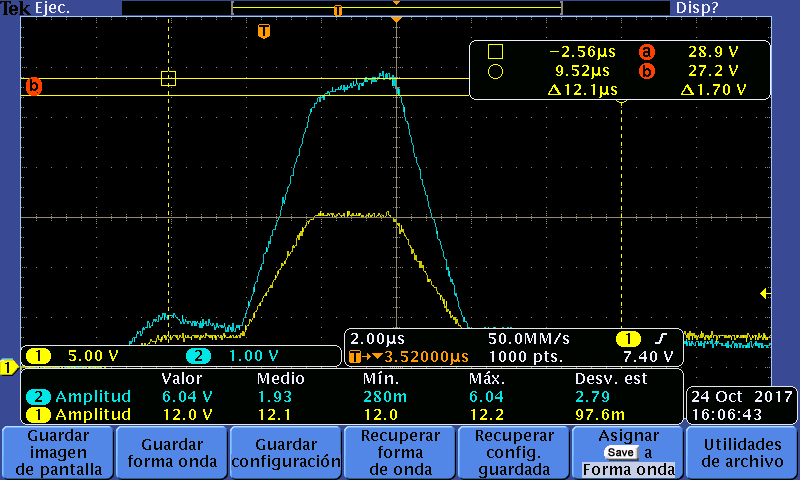 Tek Ejec. Disp?
T
T
−2.56µs a 28.9 V
9.52µs b 27.2 V
Δ12.1µs Δ1.70 V
b
1 5.00 V 2 1.00 V
2.00µs 50.0MM/s 1
T→▼3.52000µs 1000 pts. 7.40 V
1
Valor Medio Mín. Máx. Desv. est
2 Amplitud 6.04 V 1.93 280m 6.04 2.79
1 Amplitud 12.0 V 12.1 12.0 12.2 97.6m
24 Oct 2017
16:06:43
Guardar
imagen
de pantalla
Guardar
forma onda
Guardar
configuración
Recuperar
forma
de onda
Recuperar
config.
guardada
Asignar
Save a
Forma onda
Utilidades
de archivo